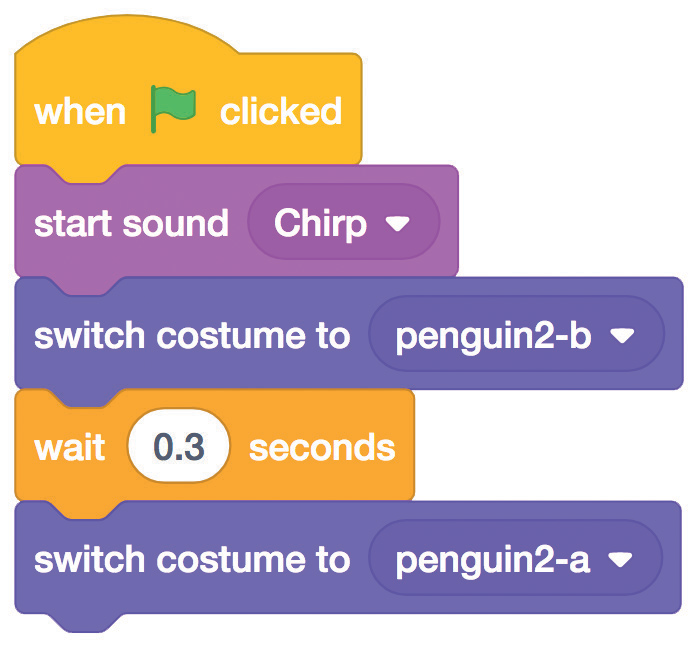 when clicked
start sound Chirp
switch costume to penguin2-b
wait 0.3 seconds
switch costume to penguin2-a